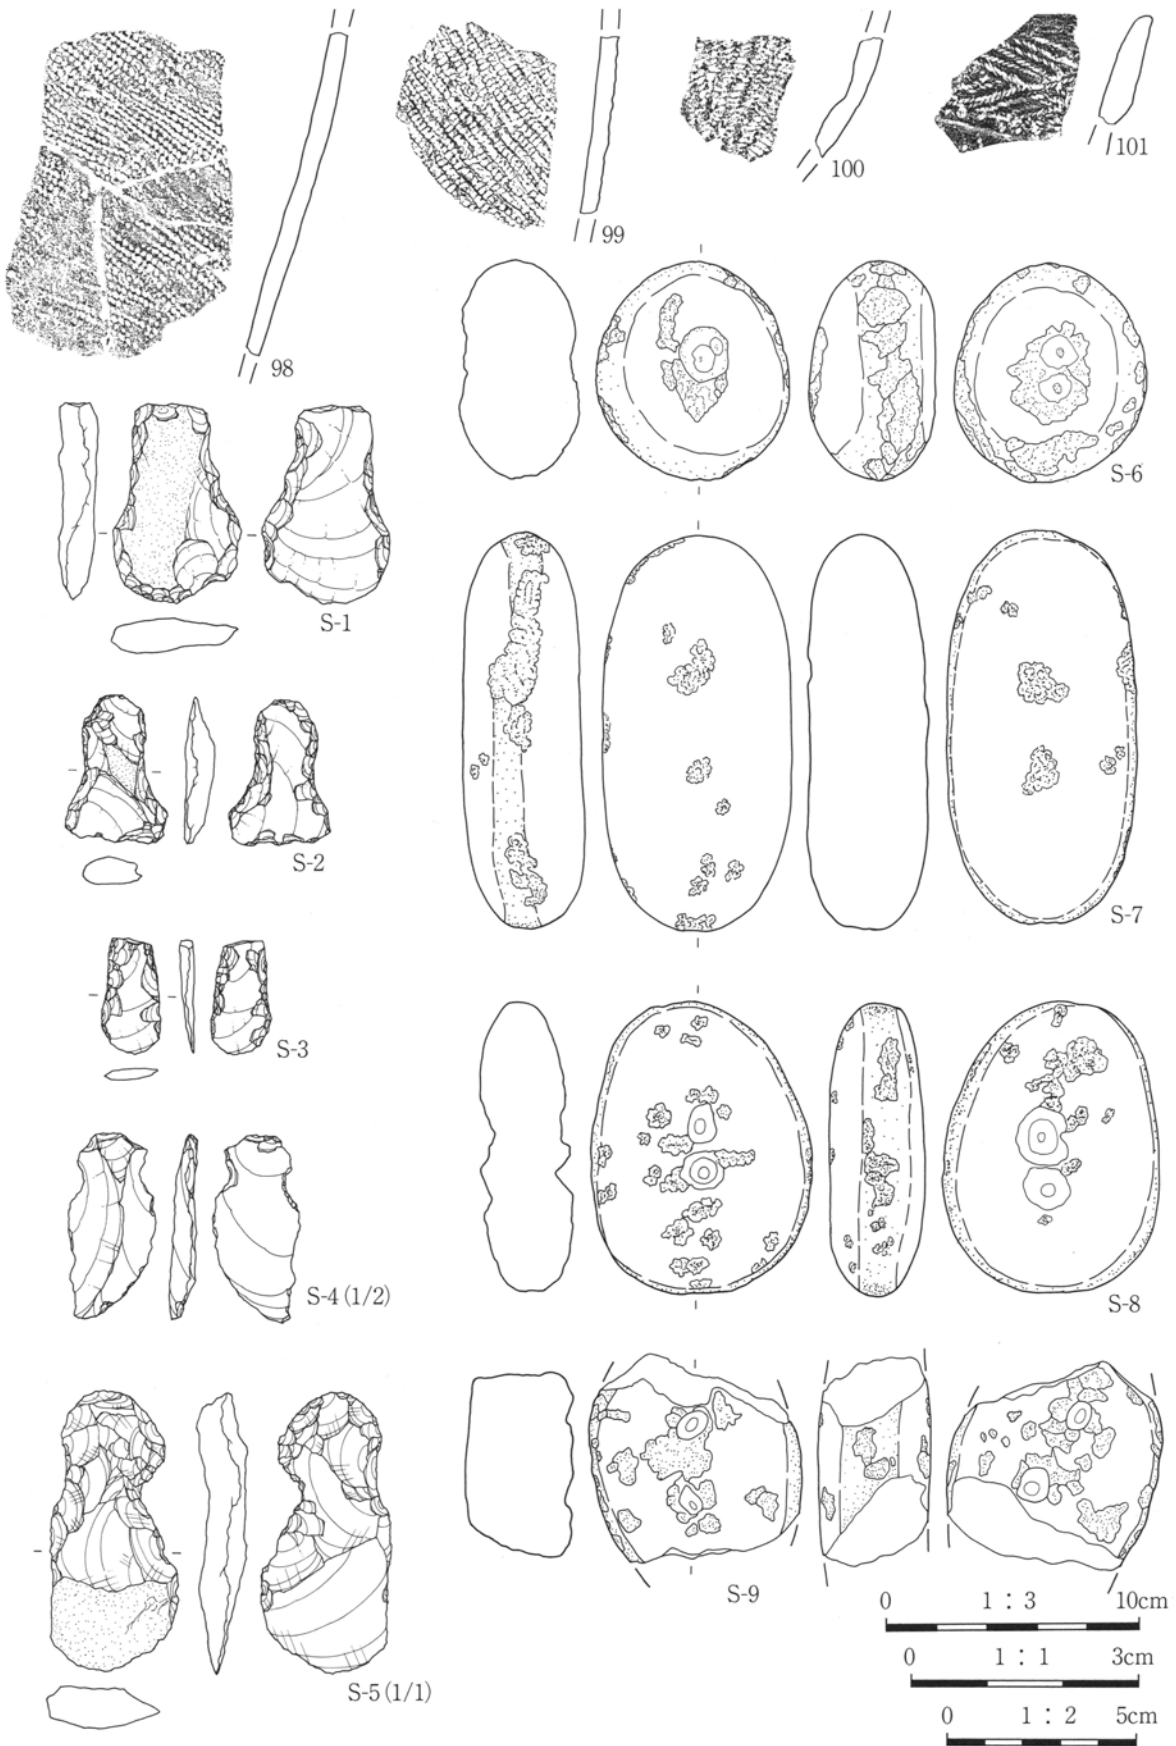 98
99
100
101
S-6
S-1
S-7
S-2
S-3
S-8
S-4 (1/2)
S-9
S-5 (1/1)
0 1 : 3 10cm
0 1 : 1 3cm
0 1 : 2 5cm